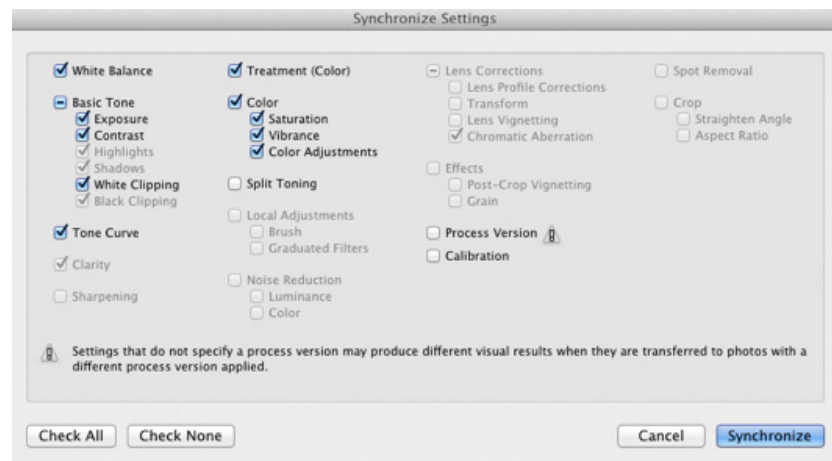 Synchronize Settings
White Balance
Basic Tone
Exposure
Contrast
Highlights
Shadows
White Clipping
Black Clipping
Tone Curve
Clarity
Sharpening
Treatment (Color)
Color
Saturation
Vibrance
Color Adjustments
Split Toning
Local Adjustments
Brush
Graduated Filters
Noise Reduction
Luminance
Color
Lens Corrections
Lens Profile Corrections
Transform
Lens Vignetting
Chromatic Aberration
Effects
Post-Crop Vignetting
Grain
Process Version
Calibration
Spot Removal
Crop
Straighten Angle
Aspect Ratio
Settings that do not specify a process version may produce different visual results when they are transferred to photos with a
different process version applied.
Check All
Check None
Cancel
Synchronize